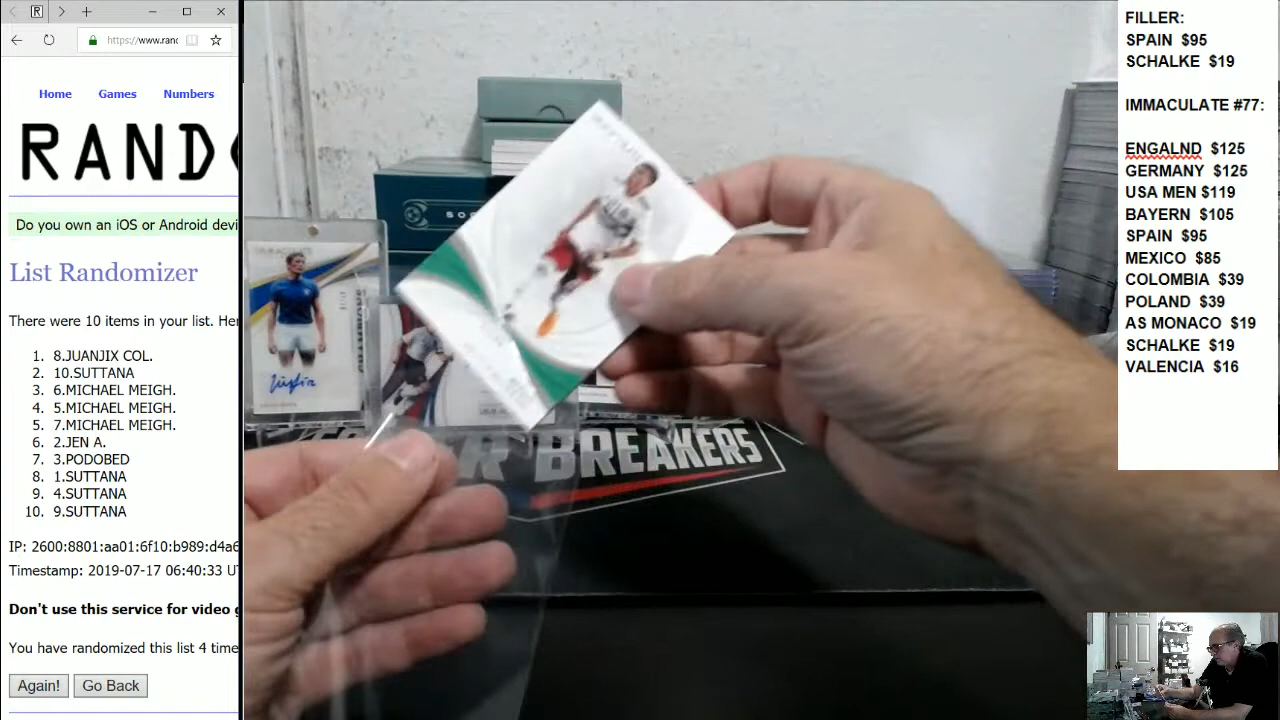 R
https://www.rand
Home Games Numbers
RANDO
Do you own an iOS or Android devi
List Randomizer
There were 10 items in your list. Her
1. 8.JUANJIX COL.
2. 10.SUTTANA
3. 6.MICHAEL MEIGH.
4. 5.MICHAEL MEIGH.
5. 7.MICHAEL MEIGH.
6. 2.JEN A.
7. 3.PODOBED
8. 1.SUTTANA
9. 4.SUTTANA
10. 9.SUTTANA
IP: 2600:8801:aa01:6f10:b989:d4a6
Timestamp: 2019-07-17 06:40:33 U
Don't use this service for video g
You have randomized this list 4 time
Again! Go Back
SOC
R BREAKERS
FILLER:
SPAIN $95
SCHALKE $19
IMMACULATE #77:
ENGALND $125
GERMANY $125
USA MEN $119
BAYERN $105
SPAIN $95
MEXICO $85
COLOMBIA $39
POLAND $39
AS MONACO $19
SCHALKE $19
VALENCIA $16